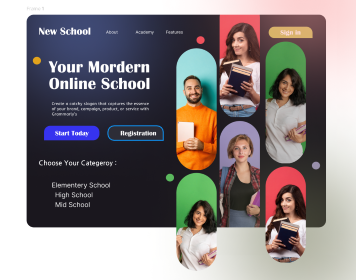 New School
About
Academy
Features
Sign in
Your Mordern
Online School
Create a catchy slogan that captures the essence
of your brand, campaign, product, or service with
Grammarly's
Start Today
Registration
Choose Your Categeroy :
Elementery School
High School
Mid School